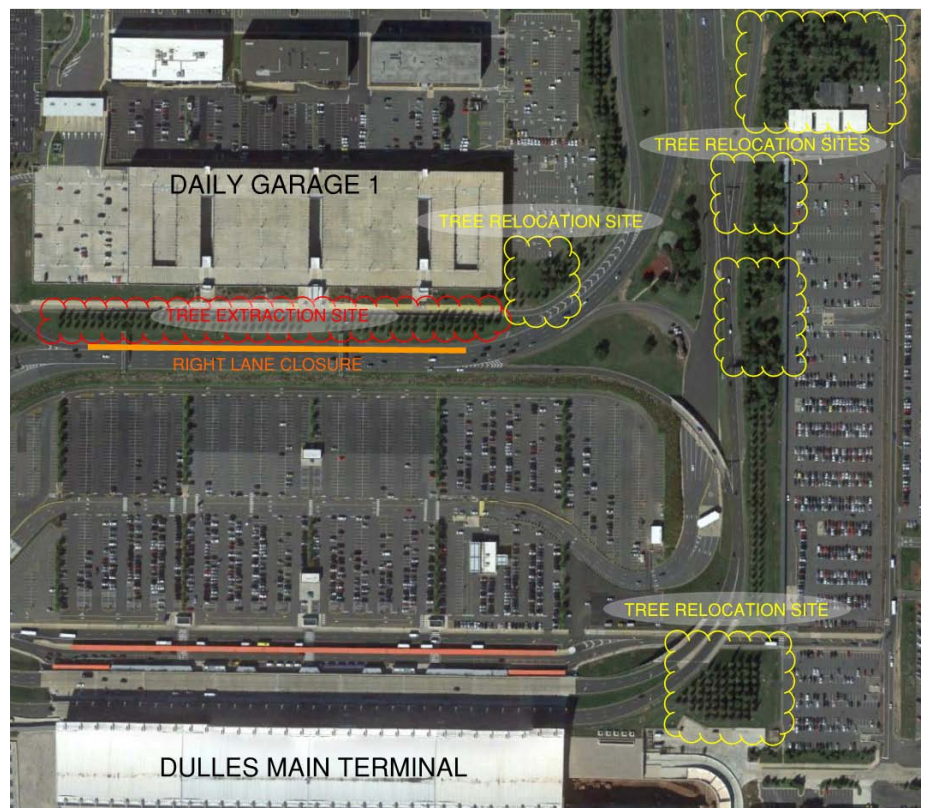 TREE RELOCATION SITES
DAILY GARAGE 1
TREE RELOCATION SITE
TREE EXTRACTION SITE
RIGHT LANE CLOSURE
TREE RELOCATION SITE
DULLES MAIN TERMINAL